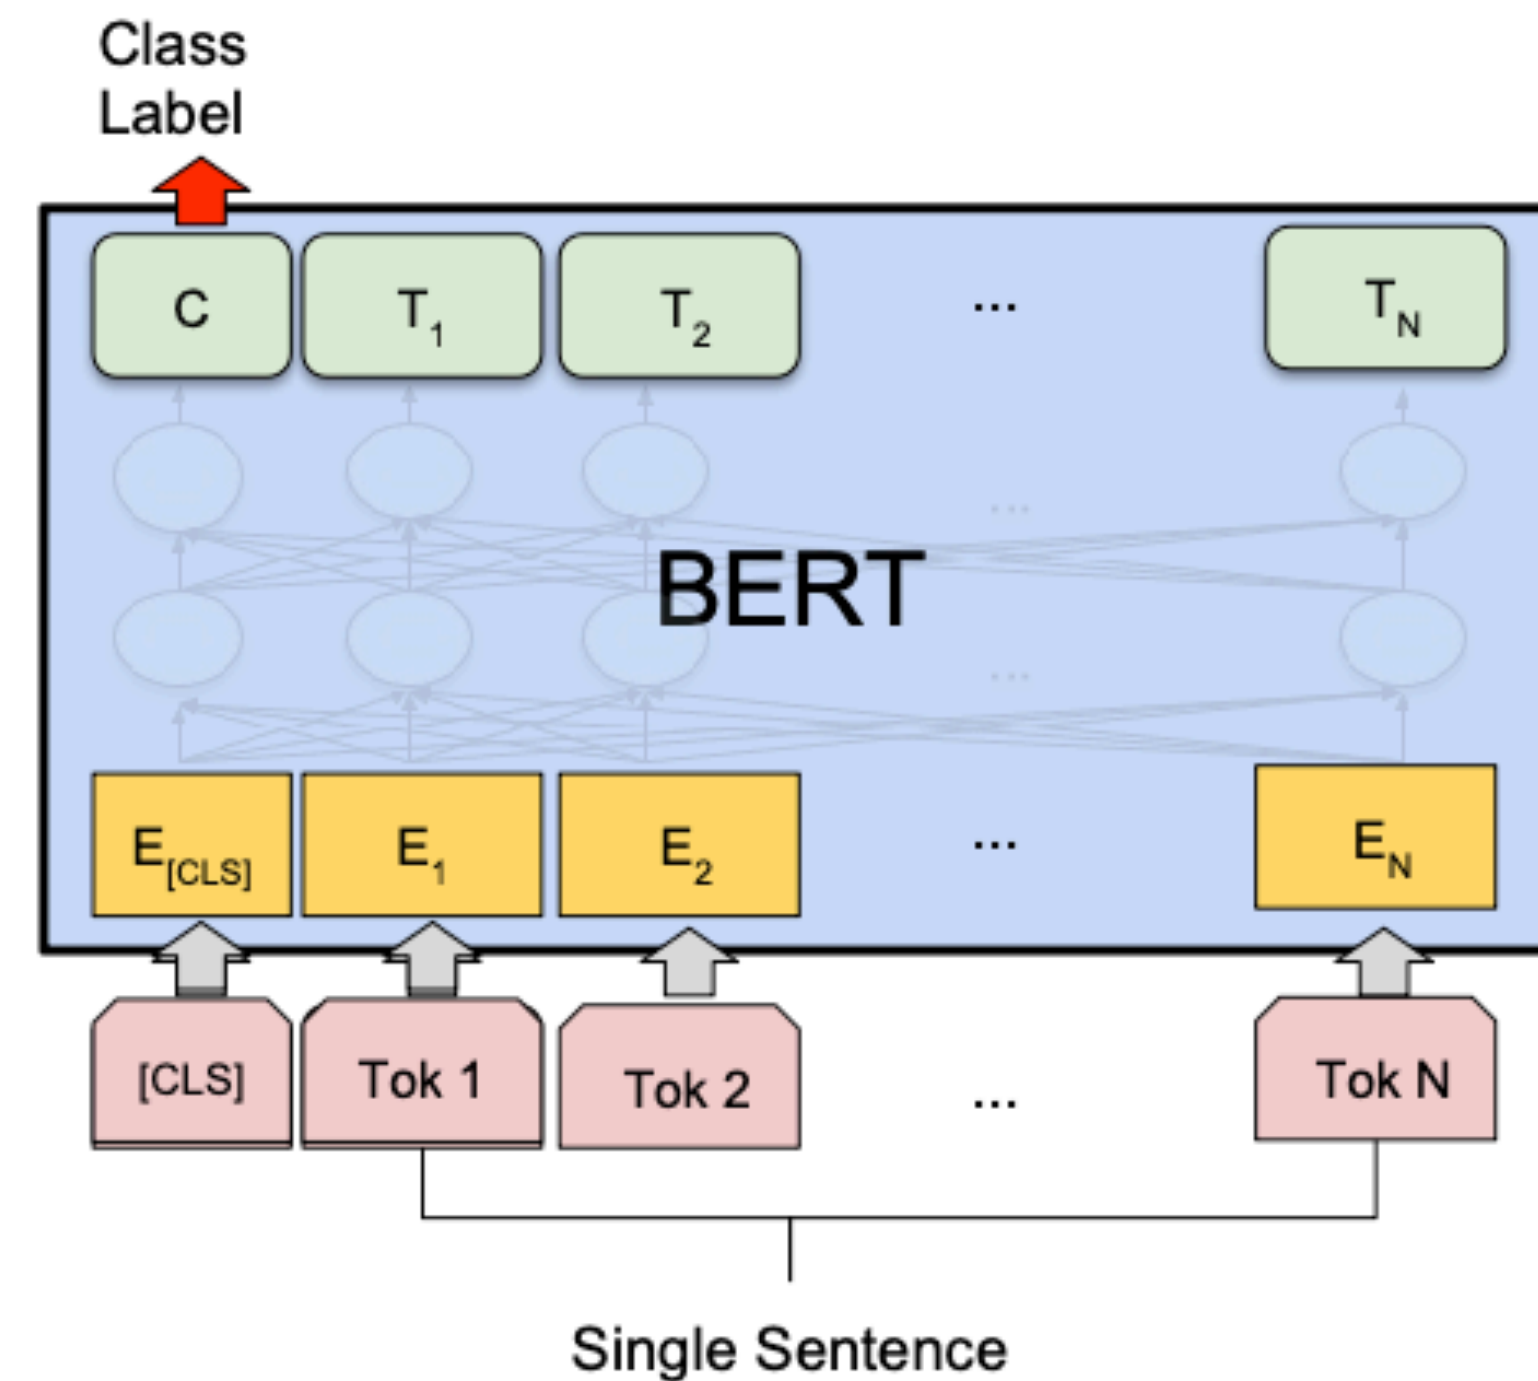 Class
Label
C T1 T2 ... TN
...
BERT
...
E[CLS] E1 E2 ... EN
[CLS] Tok 1 Tok 2 ... Tok N
Single Sentence